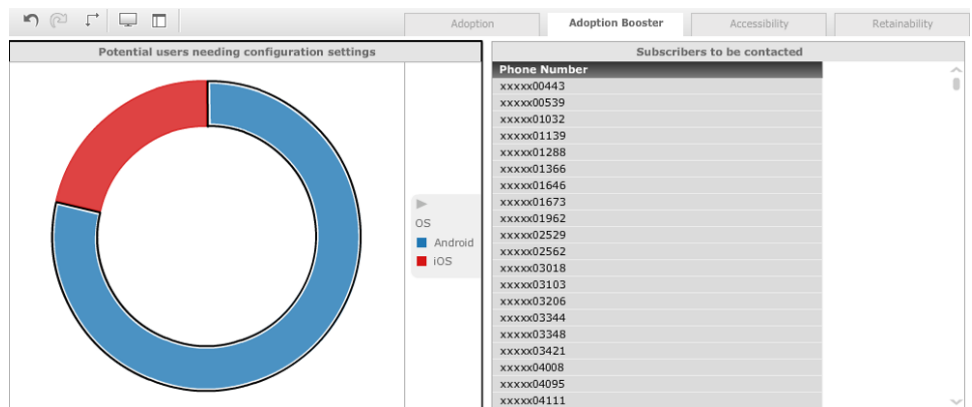 Adoption
Adoption Booster
Accessibility
Retainability
Potential users needing configuration settings
OS
Android
iOS
Subscribers to be contacted
Phone Number
xxxxx00443
xxxxx00539
xxxxx01032
xxxxx01139
xxxxx01288
xxxxx01366
xxxxx01646
xxxxx01673
xxxxx01962
xxxxx02529
xxxxx02562
xxxxx03018
xxxxx03103
xxxxx03206
xxxxx03344
xxxxx03348
xxxxx03421
xxxxx04008
xxxxx04095
xxxxx04111